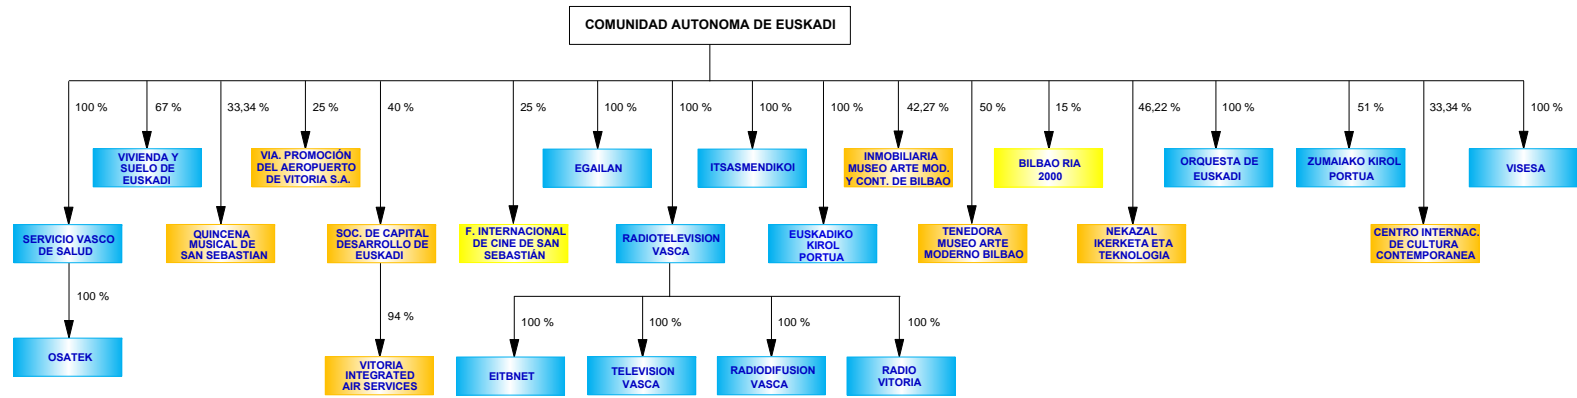 COMUNIDAD AUTONOMA DE EUSKADI
100 %
67 %
33,34 %
25 %
40 %
25 %
100 %
100 %
100 %
100 %
42,27 %
50 %
15 %
46,22 %
100 %
51 %
33,34 %
100 %
VIVIENDA Y
SUELO DE
EUSKADI
VIA. PROMOCIÓN
DEL AEROPUERTO
DE VITORIA S.A.
EGAILAN
ITSASMENDIKOI
INMOBILIARIA
MUSEO ARTE MOD.
Y CONT. DE BILBAO
BILBAO RIA
2000
ORQUESTA DE
EUSKADI
ZUMAIAKO KIROL
PORTUA
VISESA
SERVICIO VASCO
DE SALUD
QUINCENA
MUSICAL DE
SAN SEBASTIAN
SOC. DE CAPITAL
DESARROLLO DE
EUSKADI
F. INTERNACIONAL
DE CINE DE SAN
SEBASTIÁN
RADIOTELEVISION
VASCA
EUSKADIKO
KIROL
PORTUA
TENEDORA
MUSEO ARTE
MODERNO BILBAO
NEKAZAL
IKERKETA ETA
TEKNOLOGIA
CENTRO INTERNAC.
DE CULTURA
CONTEMPORANEA
100 %
94 %
100 %
100 %
100 %
100 %
OSATEK
VITORIA
INTEGRATED
AIR SERVICES
EITBNET
TELEVISION
VASCA
RADIODIFUSION
VASCA
RADIO
VITORIA